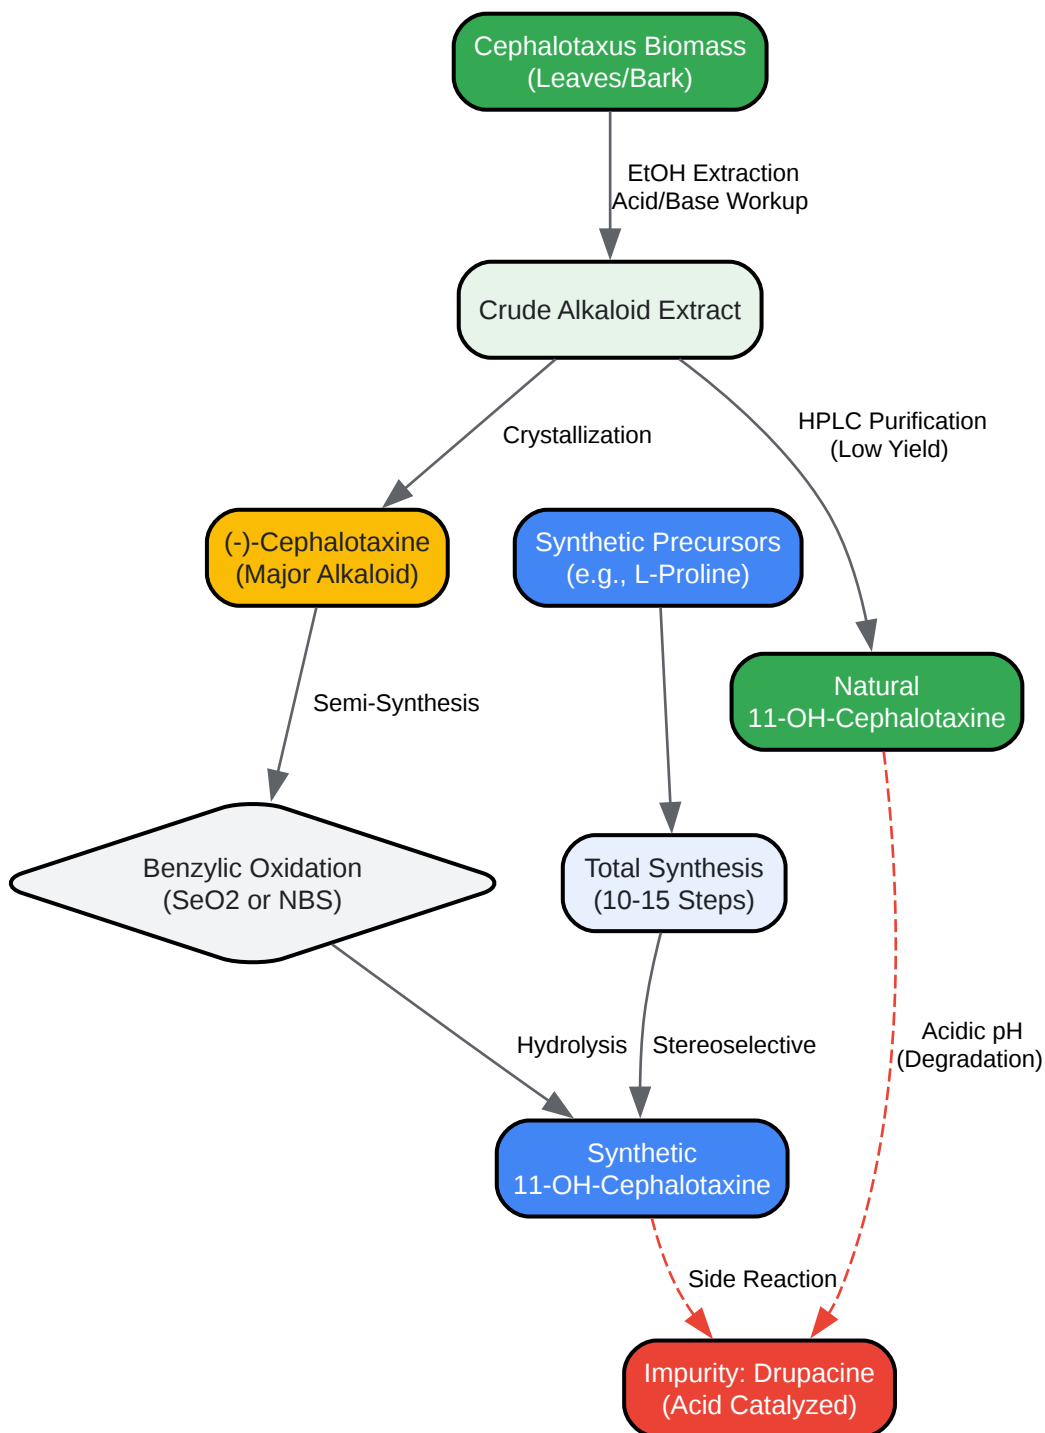 Cephalotaxus Biomass
(Leaves/Bark)
EtOH Extraction
Acid/Base Workup
Crude Alkaloid Extract
Crystallization
HPLC Purification
(Low Yield)
(-)-Cephalotaxine
(Major Alkaloid)
Synthetic Precursors
(e.g., L-Proline)
Semi-Synthesis
Natural
11-OH-Cephalotaxine
Benzylic Oxidation
(SeO2 or NBS)
Total Synthesis
(10-15 Steps)
Hydrolysis
Stereoselective
Acidic pH
(Degradation)
Synthetic
11-OH-Cephalotaxine
Side Reaction
Impurity: Drupacine
(Acid Catalyzed)